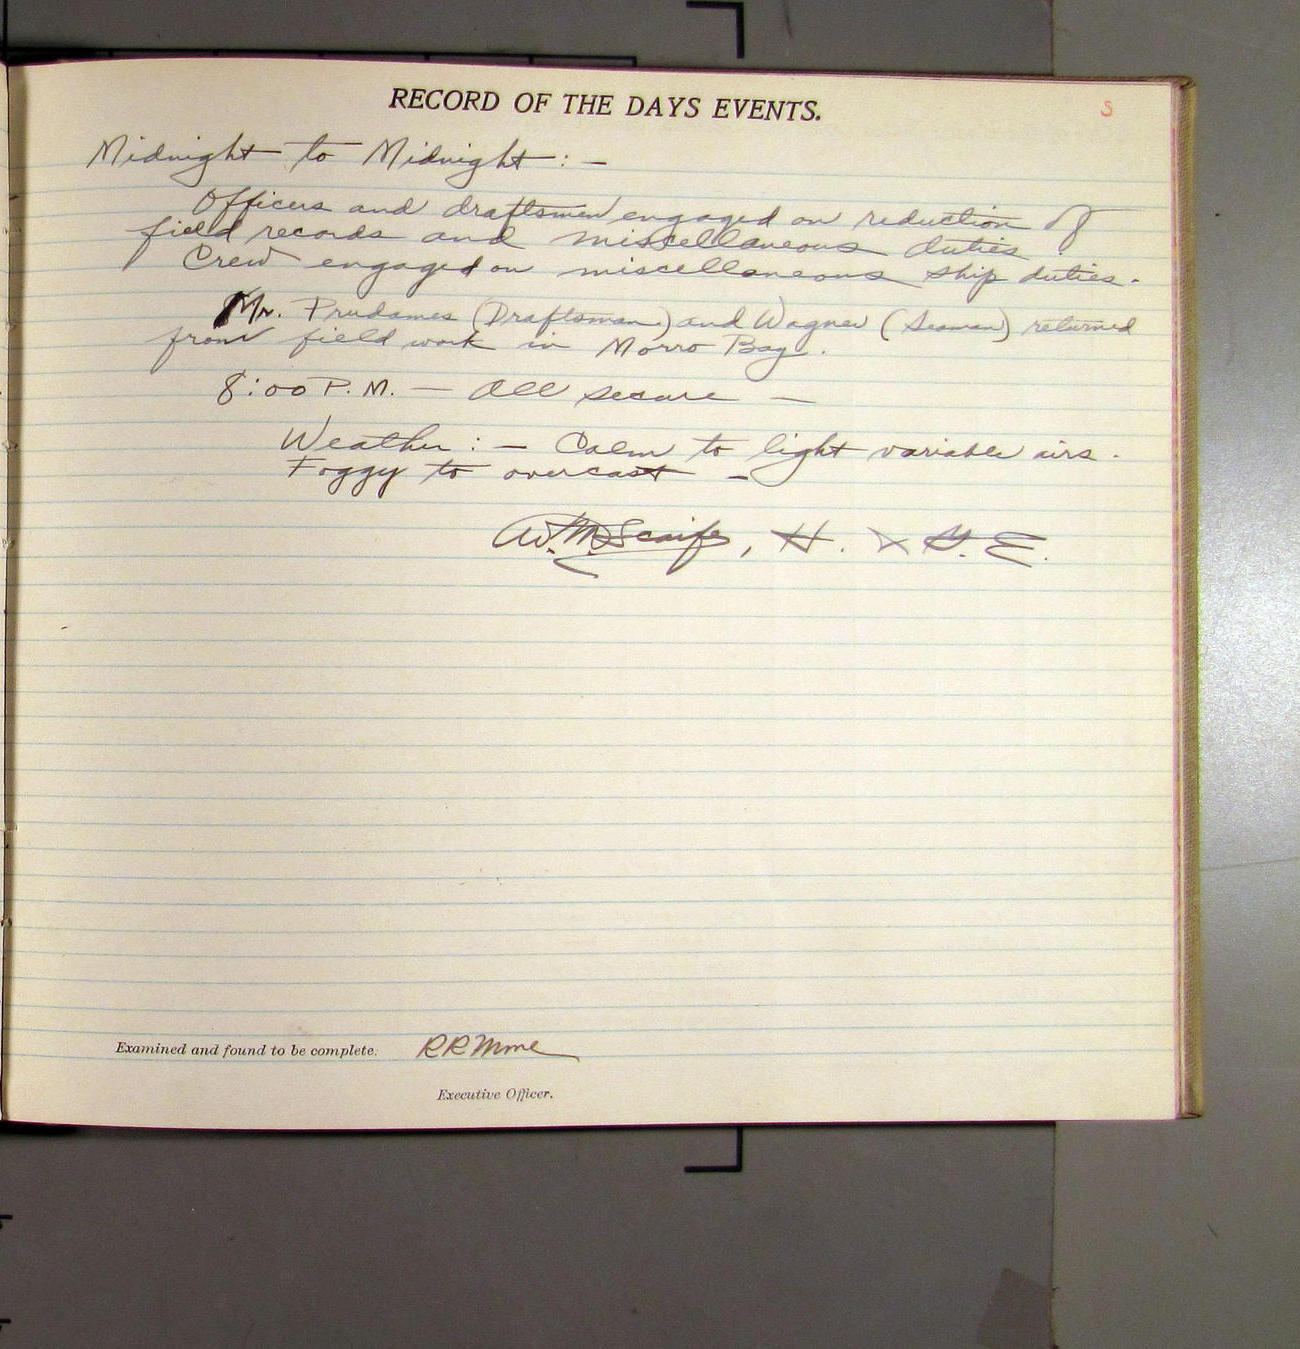 RECORD OF THE DAYS EVENTS.
5
Midnight to Midnight : —
Officers and draftsmen engaged on reduction of
field records and miscellaneous duties.
Crew engaged on miscellaneous ship duties.
Mr. Prudames (Draftsman) and Wagner (Seaman) returned
from field work in Morro Bay.
8:00 P.M. — All secure —
Weather : — Calm to light variable airs.
Foggy to overcast —
W.M. Scaife, H. & G. E.
Examined and found to be complete.
Executive Officer.